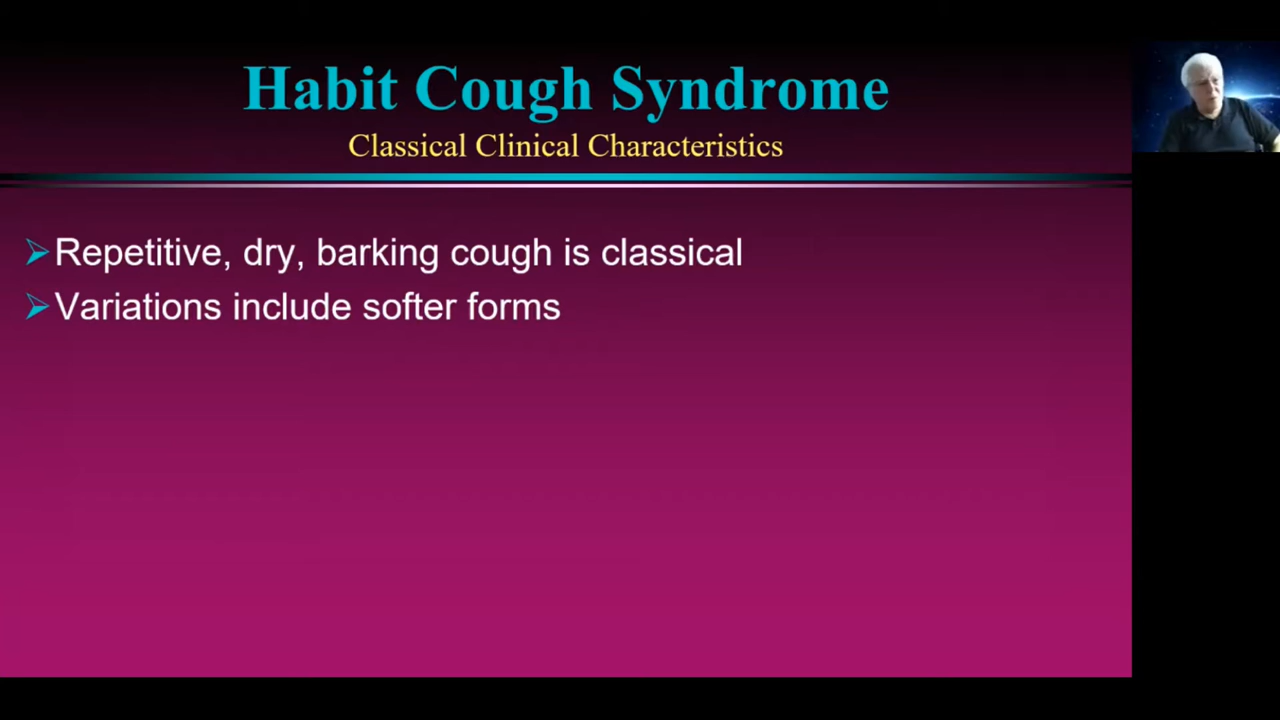 Habit Cough Syndrome
Classical Clinical Characteristics
Repetitive, dry, barking cough is classical
Variations include softer forms